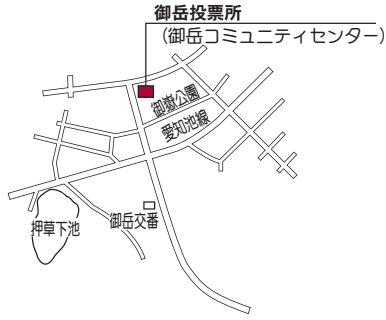 御岳投票所
(御岳コミュニティセンター)
御嶽公園
愛知池線
御岳交番
押草下池